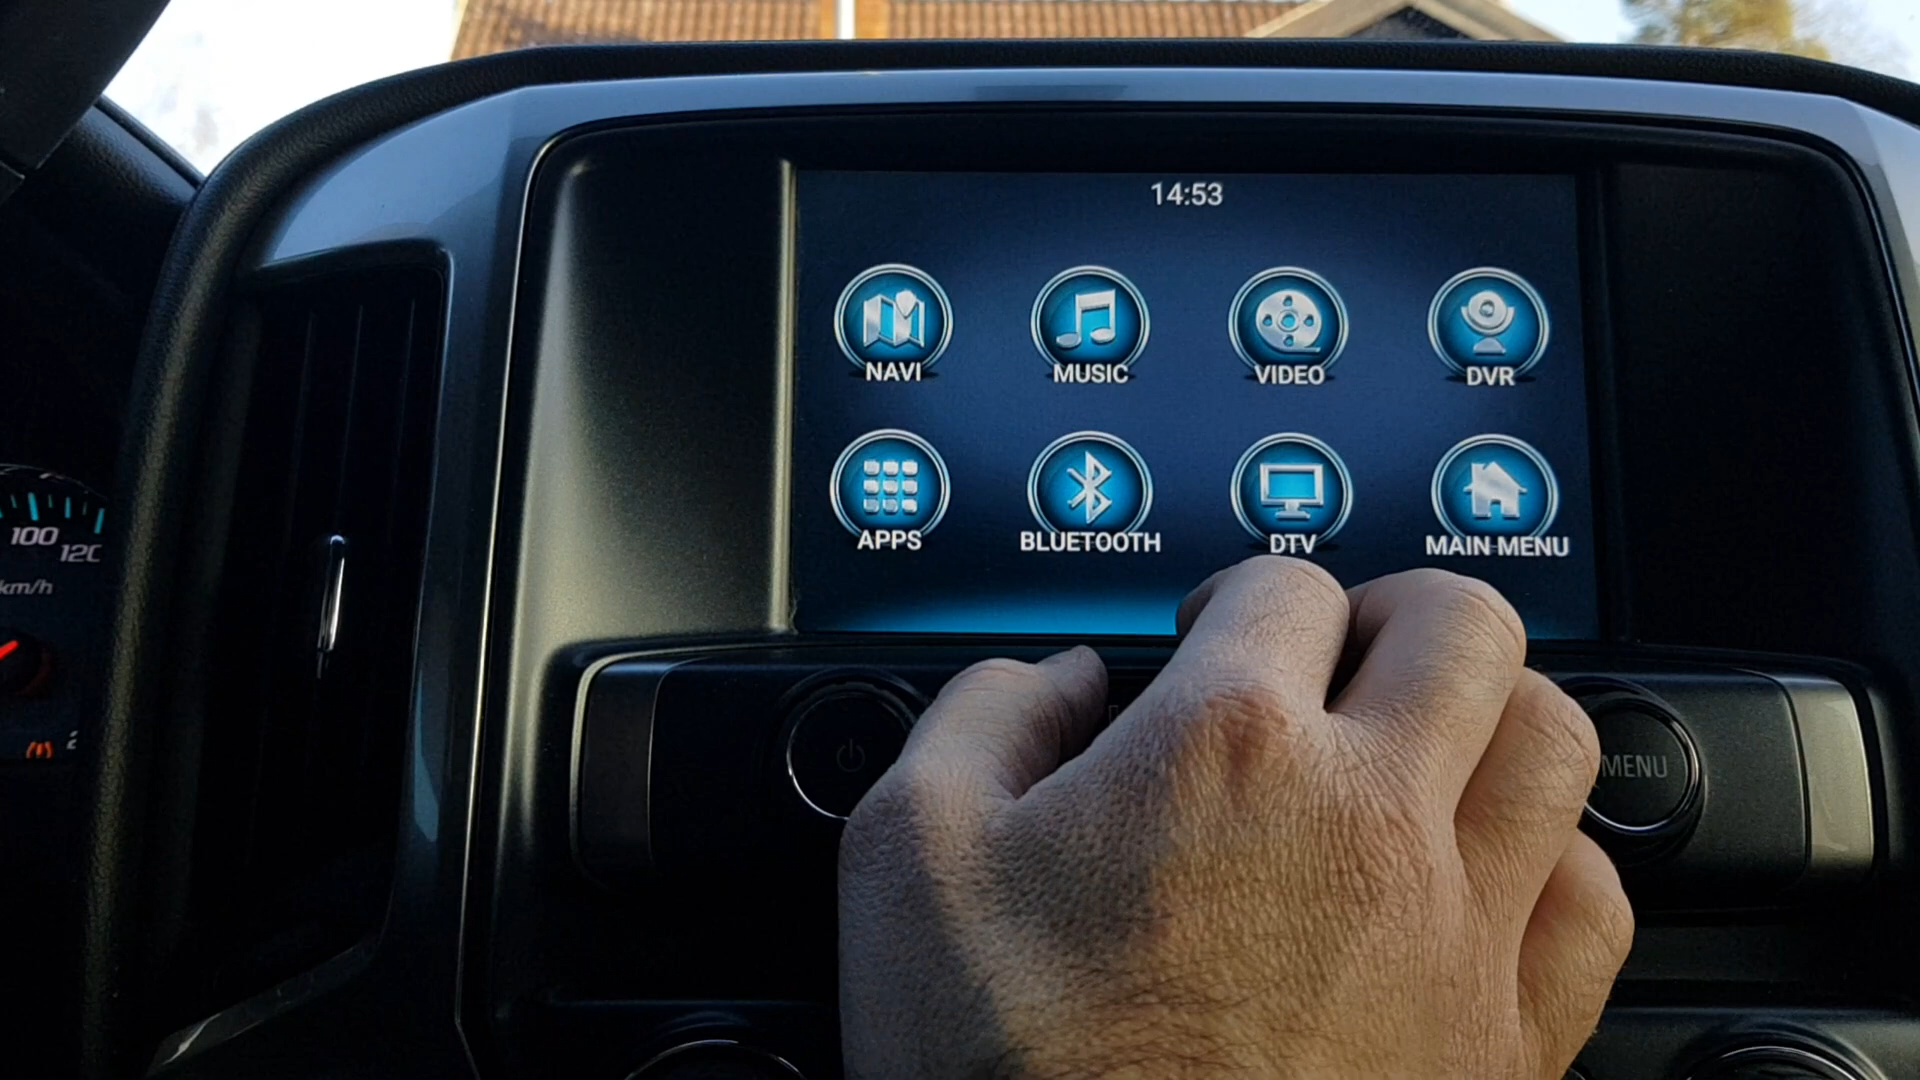 14:53
NAVI MUSIC VIDEO DVR
APPS BLUETOOTH DTV MAIN MENU
100
120
km/h
MENU